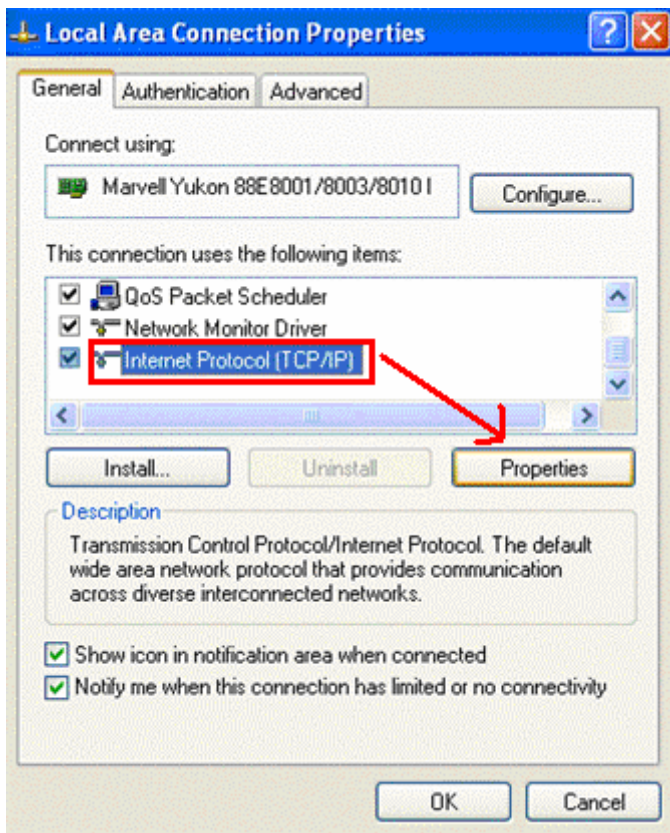 Local Area Connection Properties
General Authentication Advanced
Connect using:
Marvell Yukon 88E8001/8003/8010 I
Configure...
This connection uses the following items:
QoS Packet Scheduler
Network Monitor Driver
Internet Protocol (TCP/IP)
Install... Uninstall Properties
Description
Transmission Control Protocol/Internet Protocol. The default
wide area network protocol that provides communication
across diverse interconnected networks.
Show icon in notification area when connected
Notify me when this connection has limited or no connectivity
OK Cancel